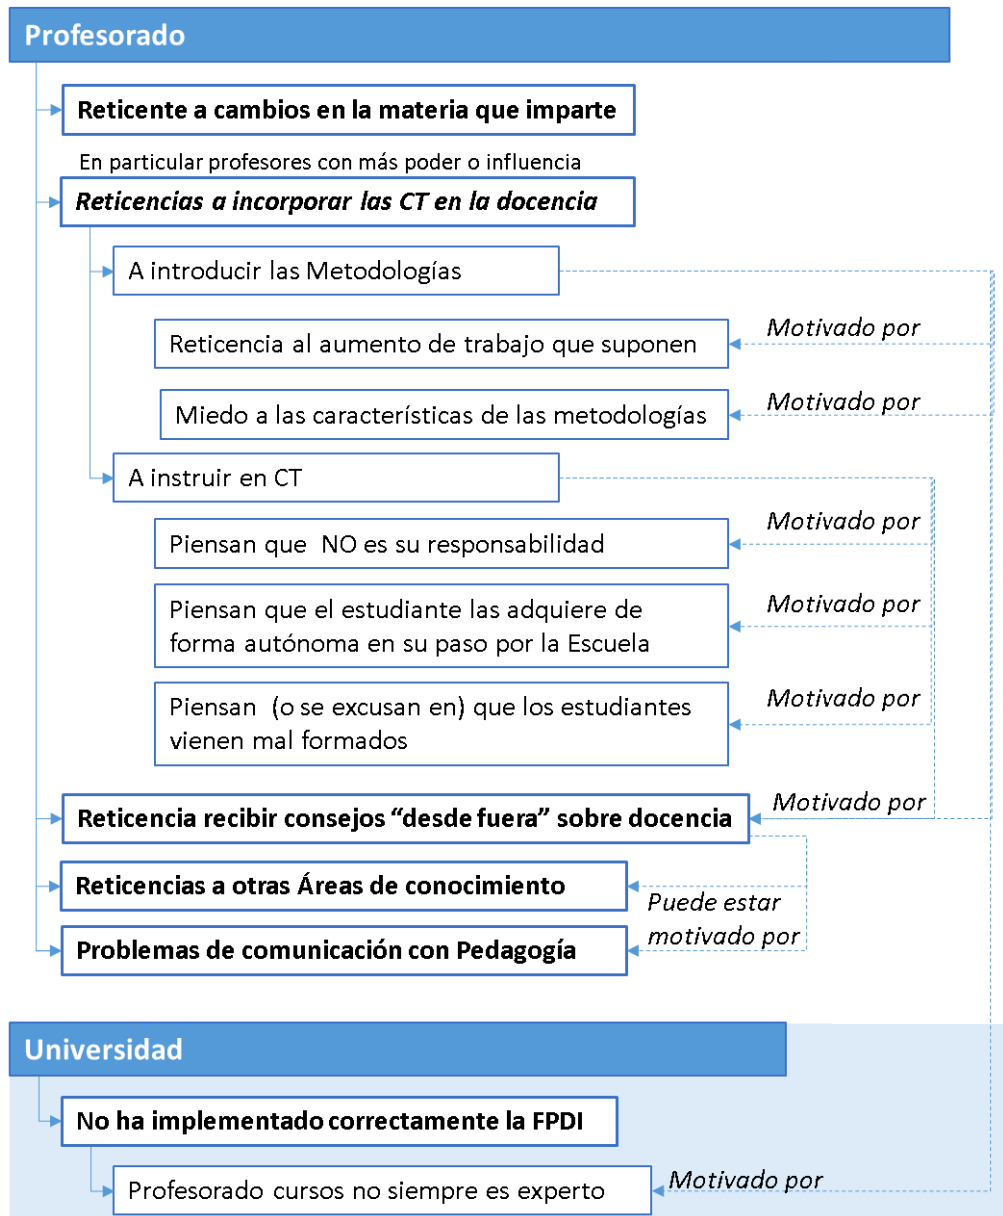 Profesorado
Reticente a cambios en la materia que imparte
En particular profesores con más poder o influencia
Reticencias a incorporar las CT en la docencia
A introducir las Metodologías
Motivado por
Reticencia al aumento de trabajo que suponen
Motivado por
Miedo a las características de las metodologías
A instruir en CT
Motivado por
Piensan que NO es su responsabilidad
Motivado por
Piensan que el estudiante las adquiere de
forma autónoma en su paso por la Escuela
Motivado por
Piensan (o se excusan en) que los estudiantes
vienen mal formados
Motivado por
Reticencia recibir consejos “desde fuera” sobre docencia
Reticencias a otras Áreas de conocimiento
Puede estar
motivado por
Problemas de comunicación con Pedagogía
Universidad
No ha implementado correctamente la FPDI
Motivado por
Profesorado cursos no siempre es experto